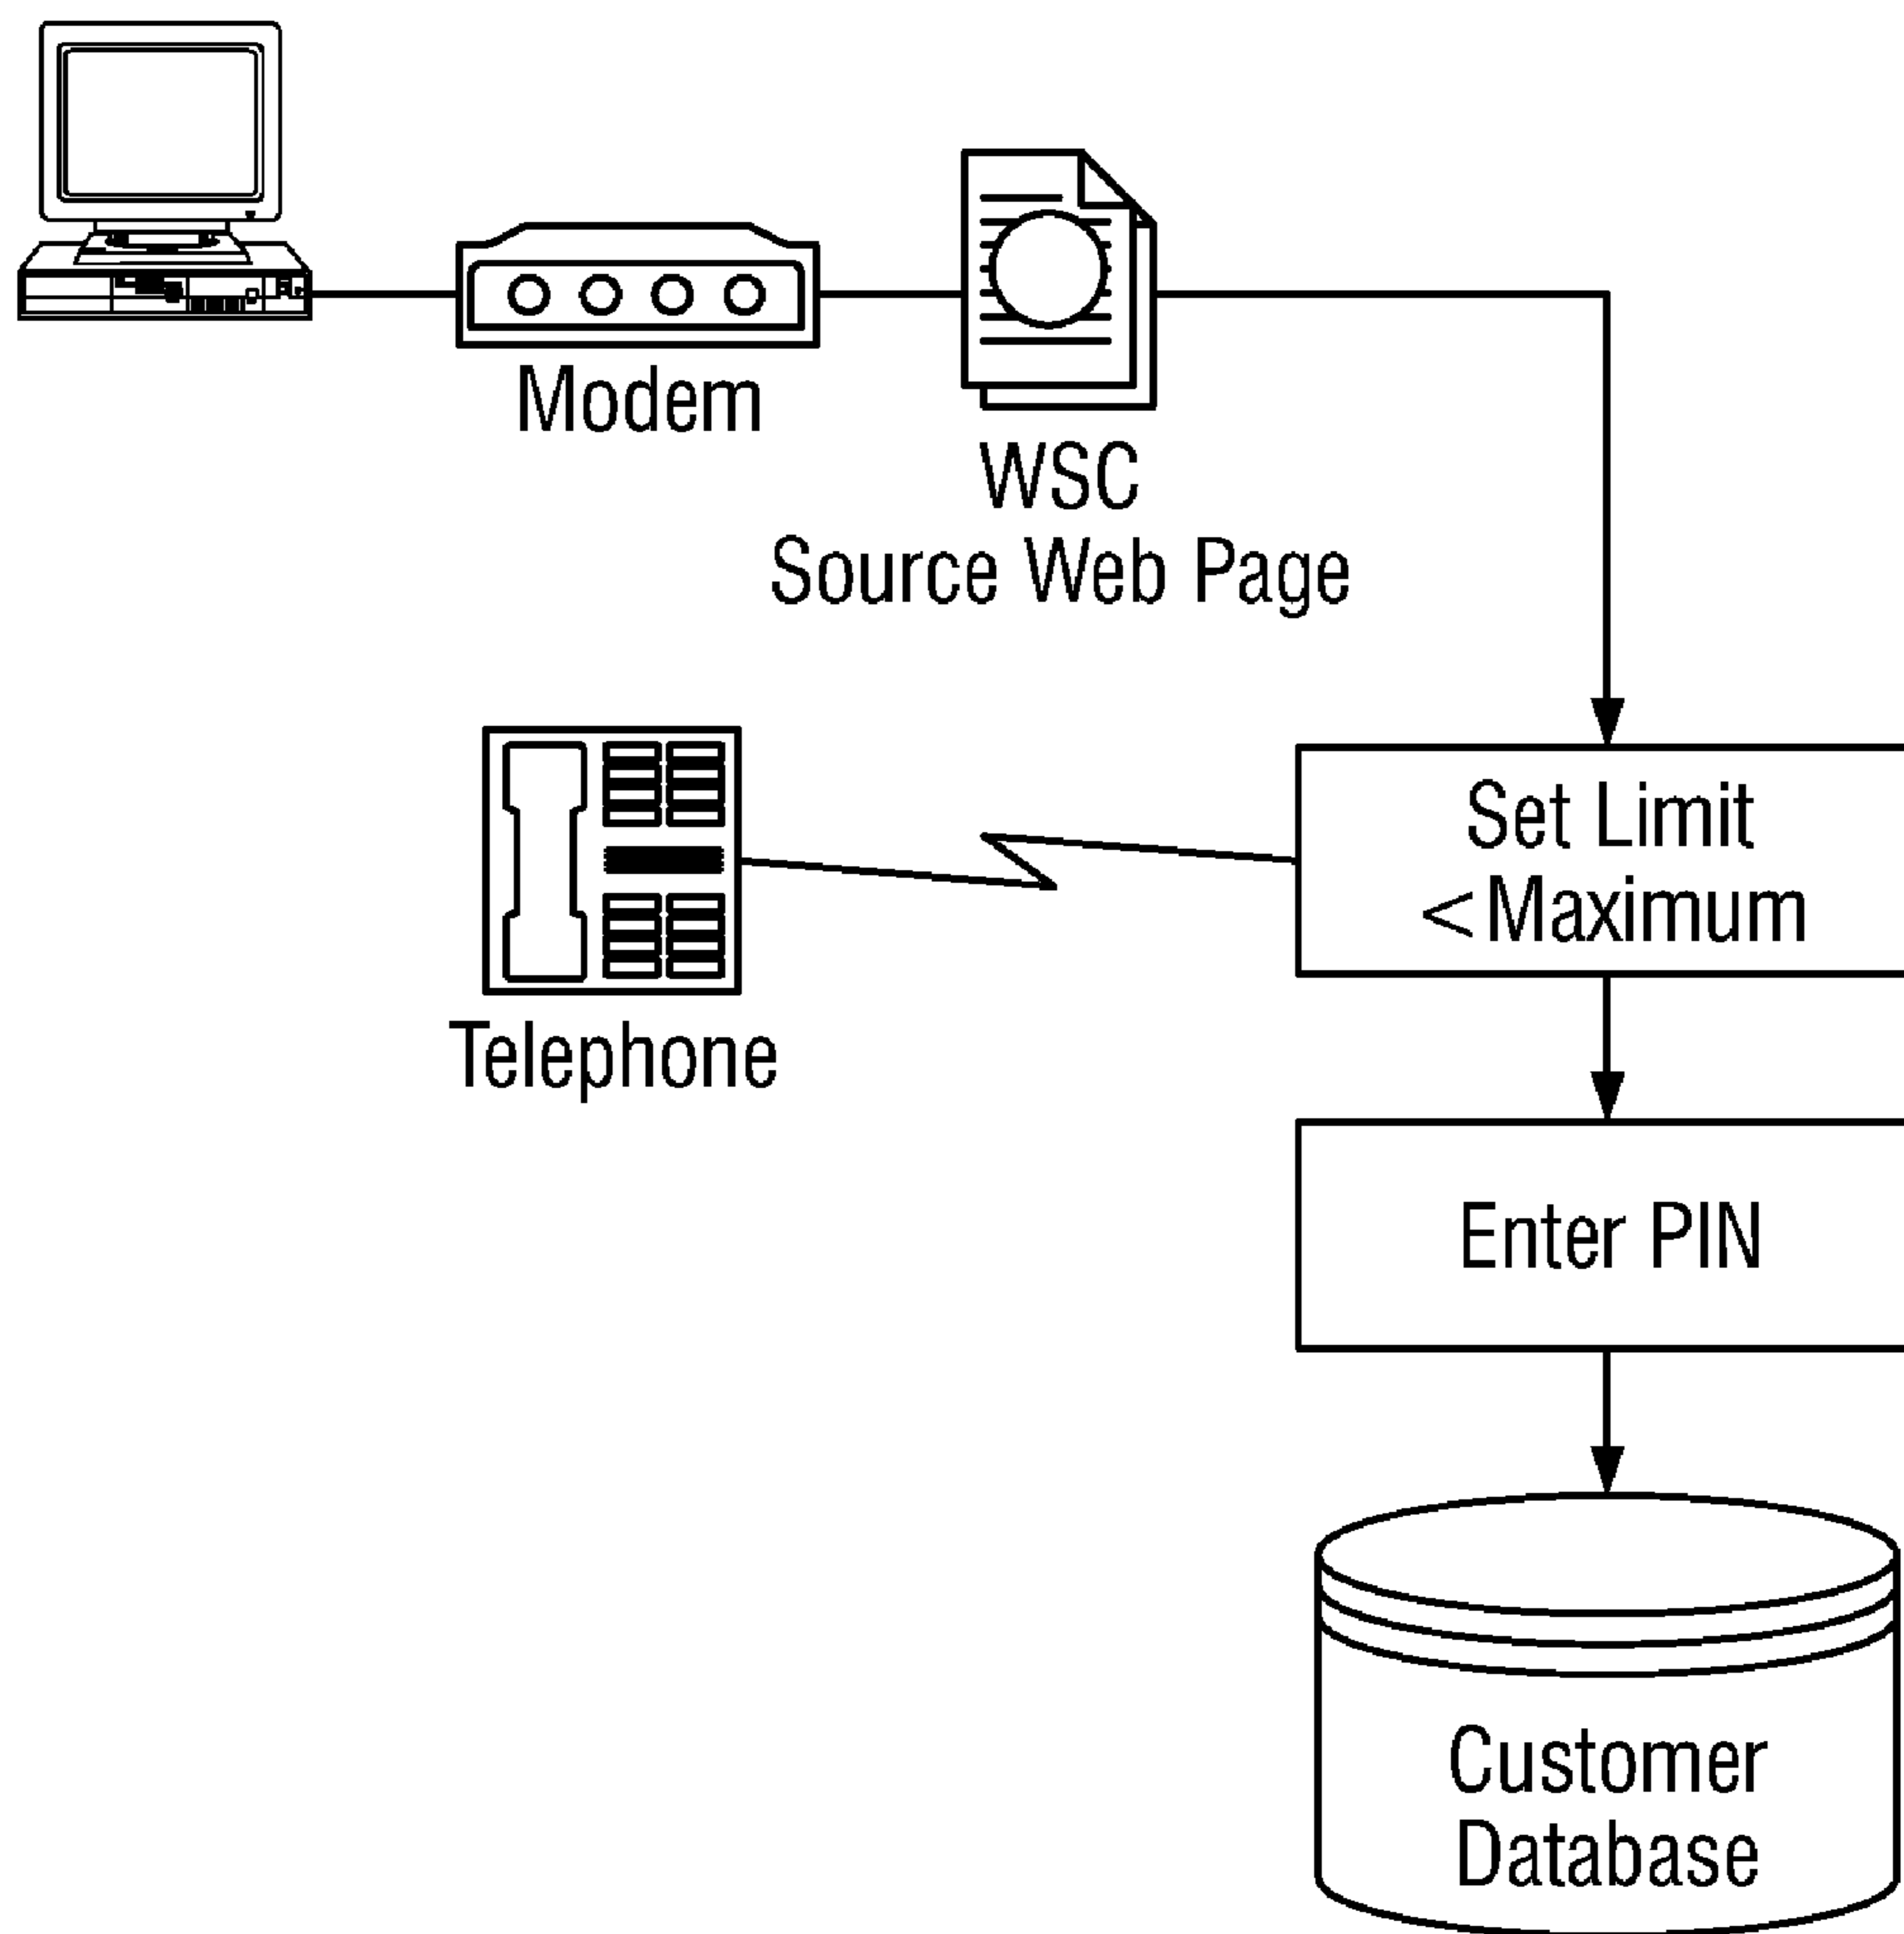 Modem
WSC
Source Web Page
Set Limit
<Maximum
Telephone
Enter PIN
Customer
Database